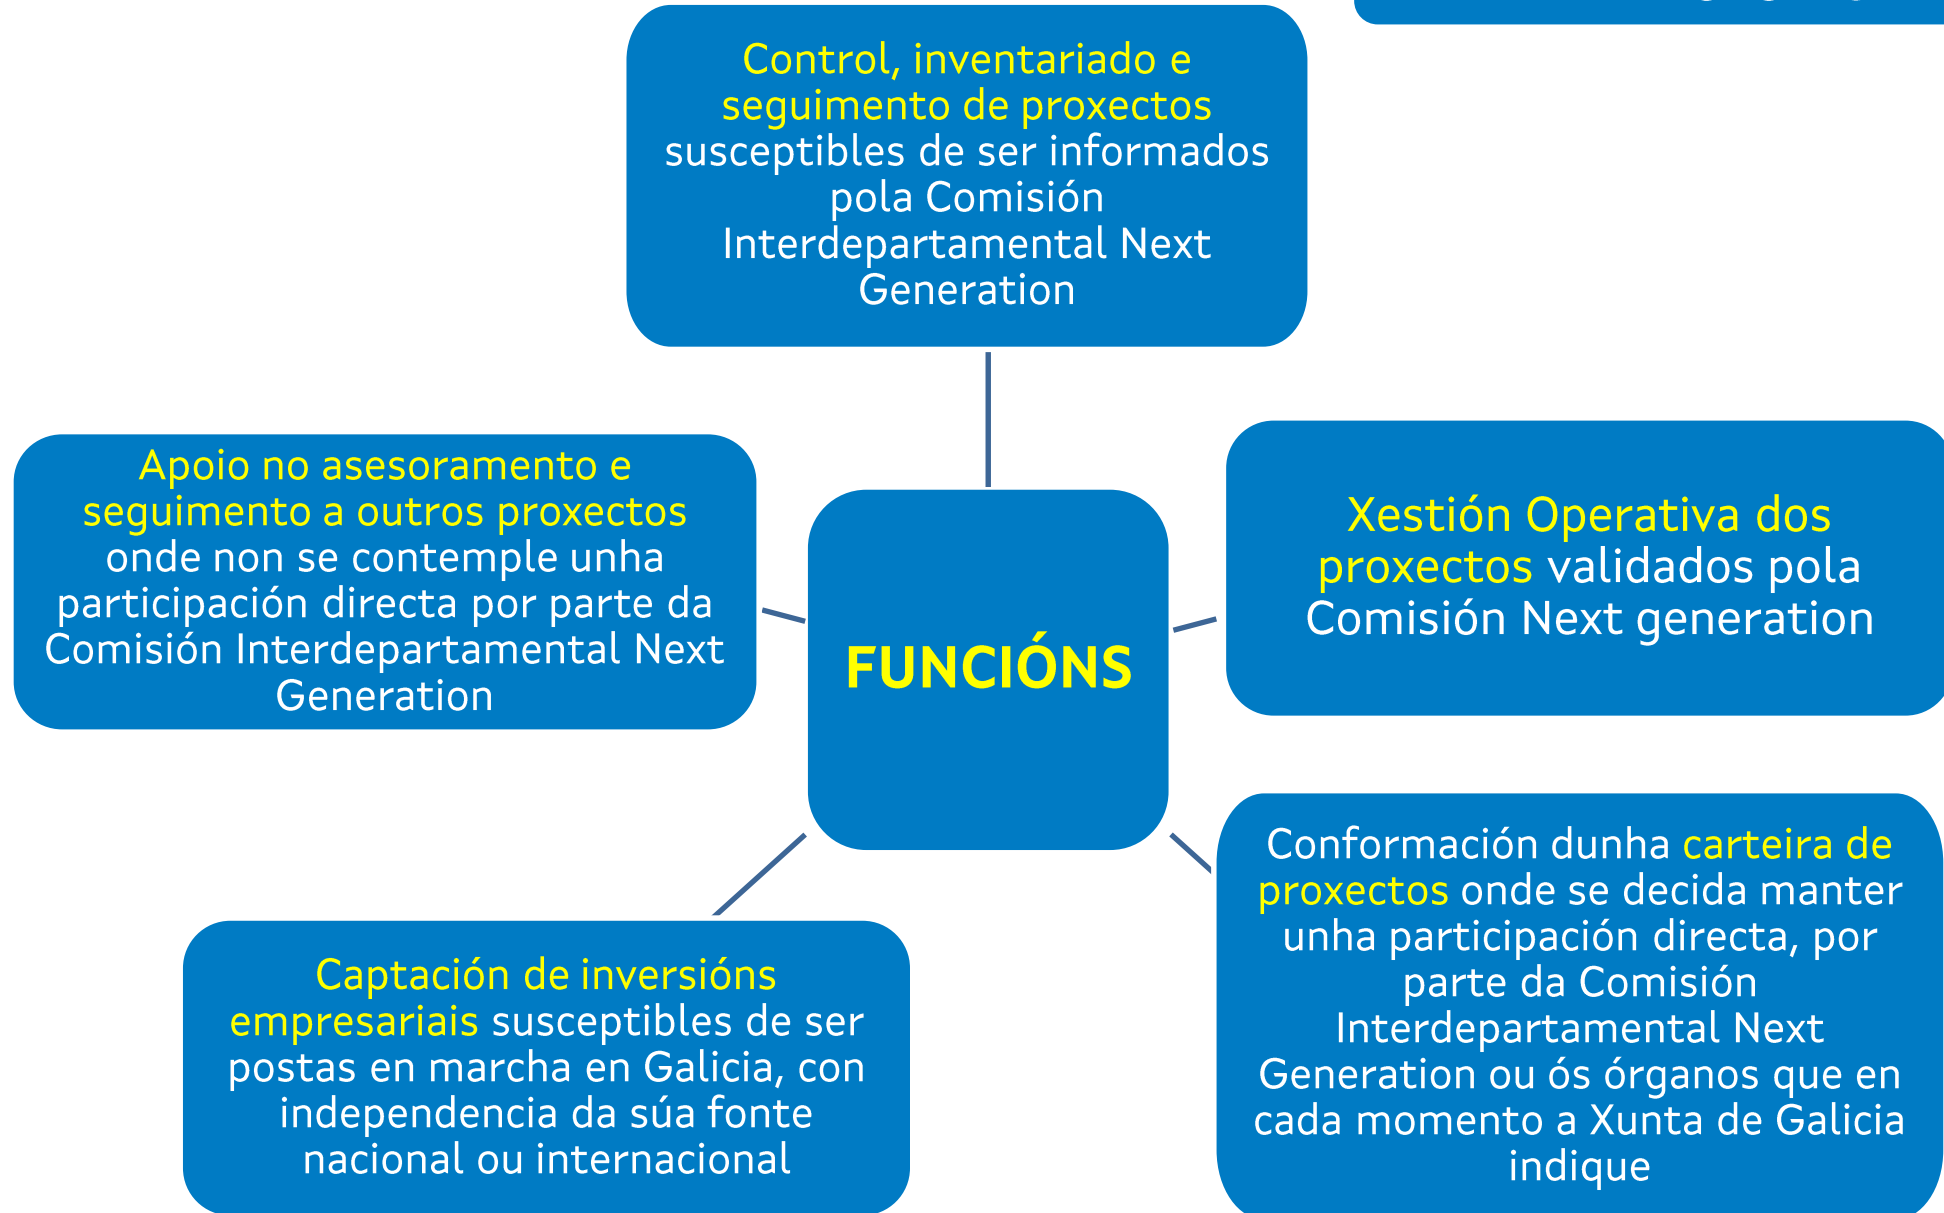 Control, inventariado e
seguimento de proxectos
susceptibles de ser informados
pola Comisión
Interdepartamental Next
Generation
Apoio no asesoramento e
seguimento a outros proxectos
onde non se contemple unha
participación directa por parte da
Comisión Interdepartamental Next
Generation
FUNCIÓNS
Xestión Operativa dos
proxectos validados pola
Comisión Next generation
Captación de inversións
empresariais susceptibles de ser
postas en marcha en Galicia, con
independencia da súa fonte
nacional ou internacional
Conformación dunha carteira de
proxectos onde se decida manter
unha participación directa, por
parte da Comisión
Interdepartamental Next
Generation ou ós órganos que en
cada momento a Xunta de Galicia
indique